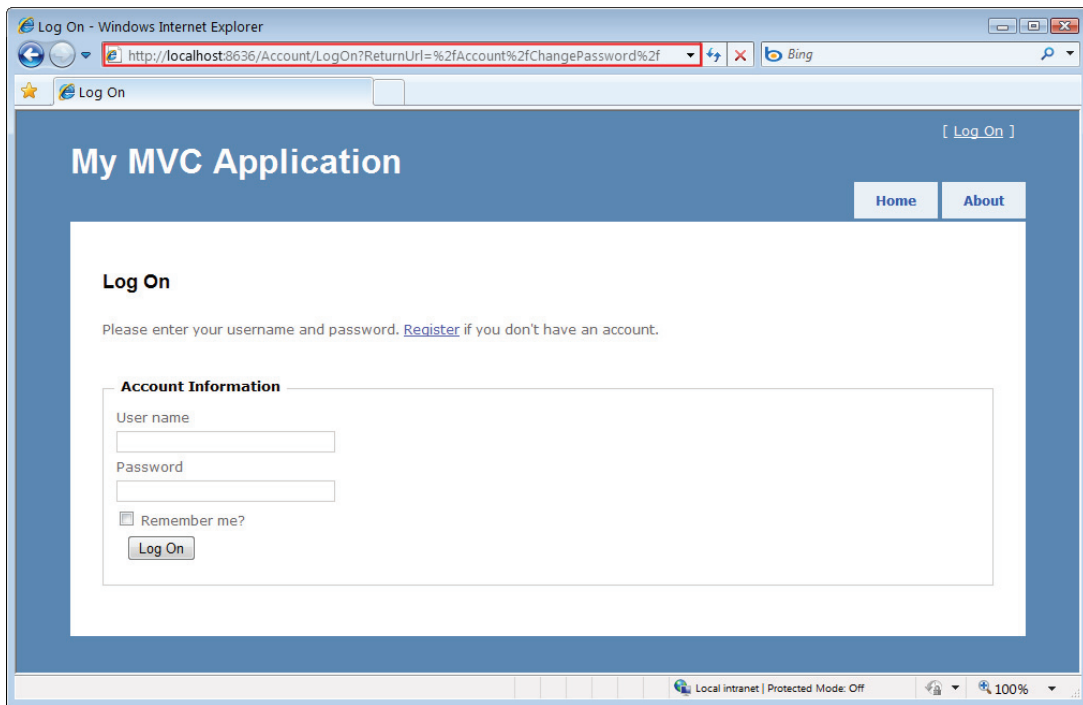 Log On - Windows Internet Explorer
http://localhost:8636/Account/LogOn?ReturnUrl=%2fAccount%2fChangePassword%2f
Bing
Log On
[ Log On ]
My MVC Application
Home About
Log On
Please enter your username and password. Register if you don't have an account.
Account Information
User name
Password
Remember me?
Log On
Local intranet | Protected Mode: Off
100%